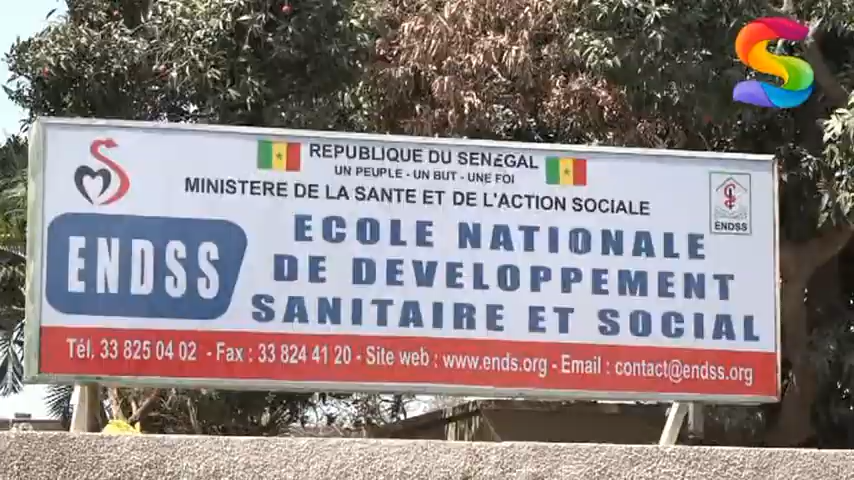 REPUBLIQUE DU SENEGAL
UN PEUPLE - UN BUT - UNE FOI
MINISTERE DE LA SANTE ET DE L'ACTION SOCIALE
ENDSS
ENDSS
ECOLE NATIONALE
DE DEVELOPPEMENT
SANITAIRE ET SOCIAL
Tél. 33 825 04 02 - Fax : 33 824 41 20 - Site web : www.ends.org - Email : contact@endss.org